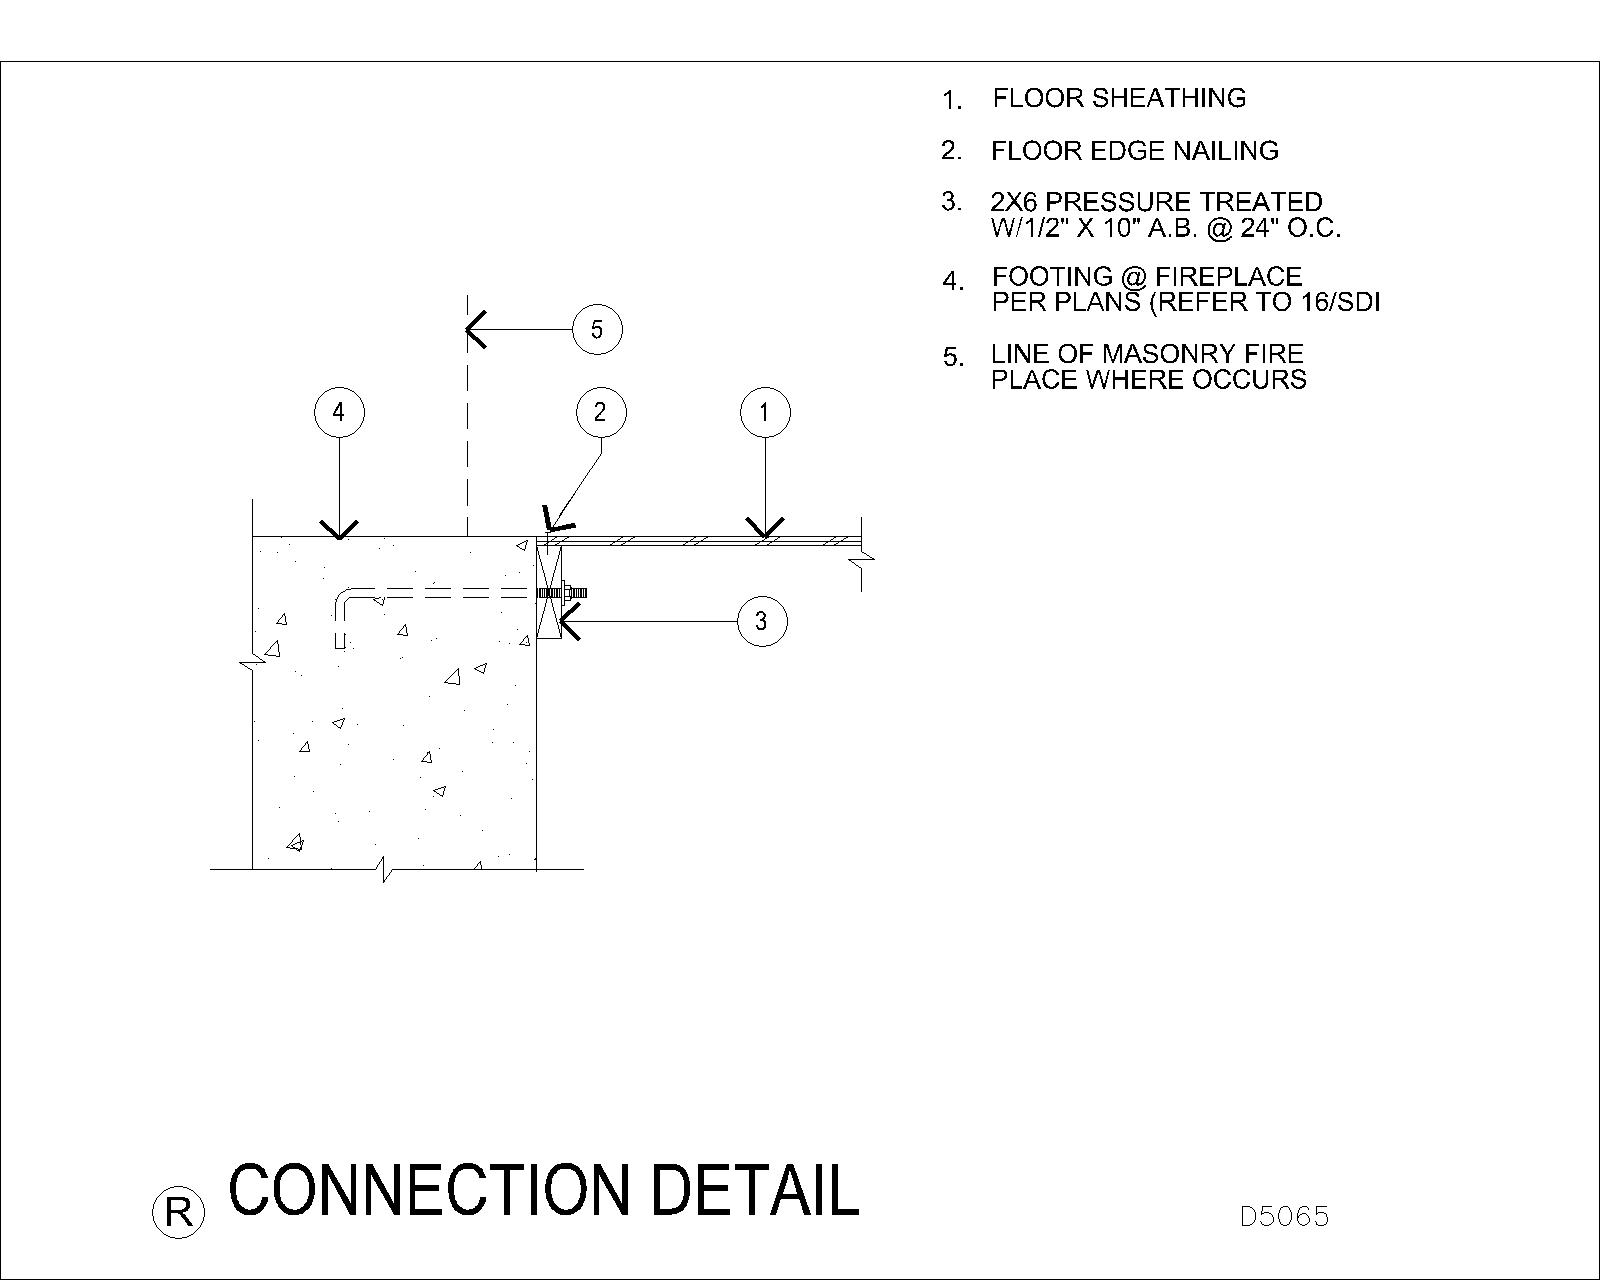 1. FLOOR SHEATHING
2. FLOOR EDGE NAILING
3. 2X6 PRESSURE TREATED
W/1/2" X 10" A.B. @ 24" O.C.
4. FOOTING @ FIREPLACE
PER PLANS (REFER TO 16/SDI
5. LINE OF MASONRY FIRE
PLACE WHERE OCCURS
5
4
2
1
3
R CONNECTION DETAIL
D5065